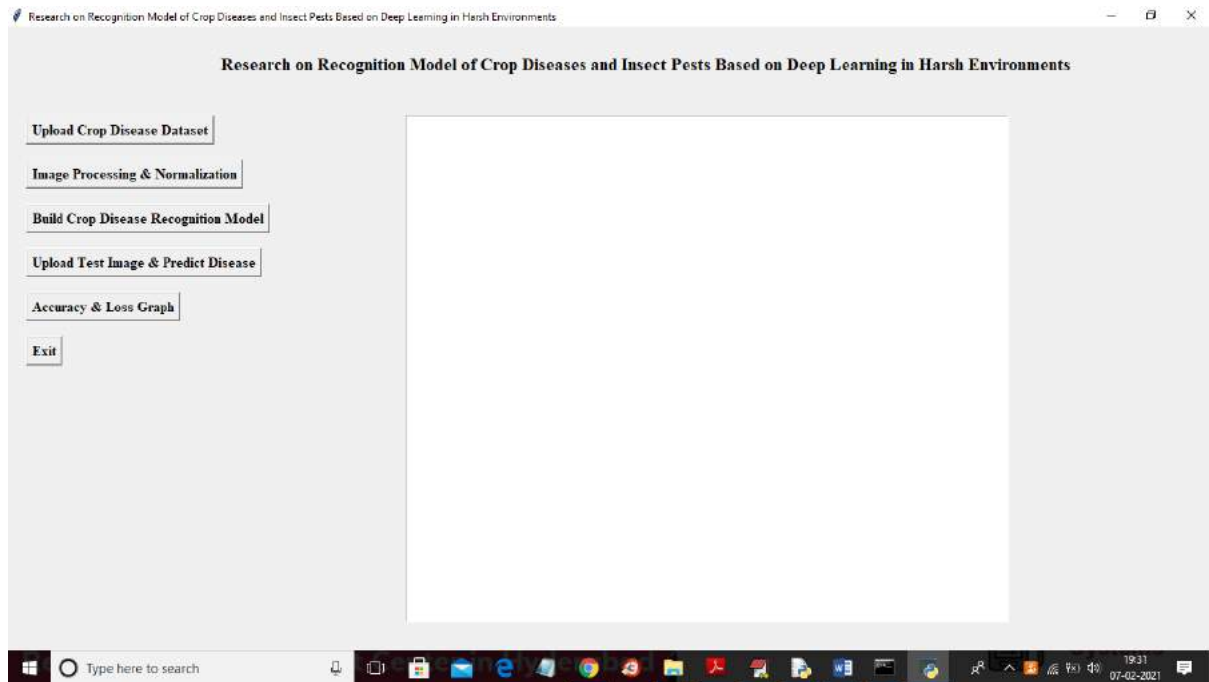 Research on Recognition Model of Crop Diseases and Insect Pests Based on Deep Learning in Harsh Environments
Research on Recognition Model of Crop Diseases and Insect Pests Based on Deep Learning in Harsh Environments
Upload Crop Disease Dataset
Image Processing & Normalization
Build Crop Disease Recognition Model
Upload Test Image & Predict Disease
Accuracy & Loss Graph
Exit
Type here to search
19:31
07-02-2021